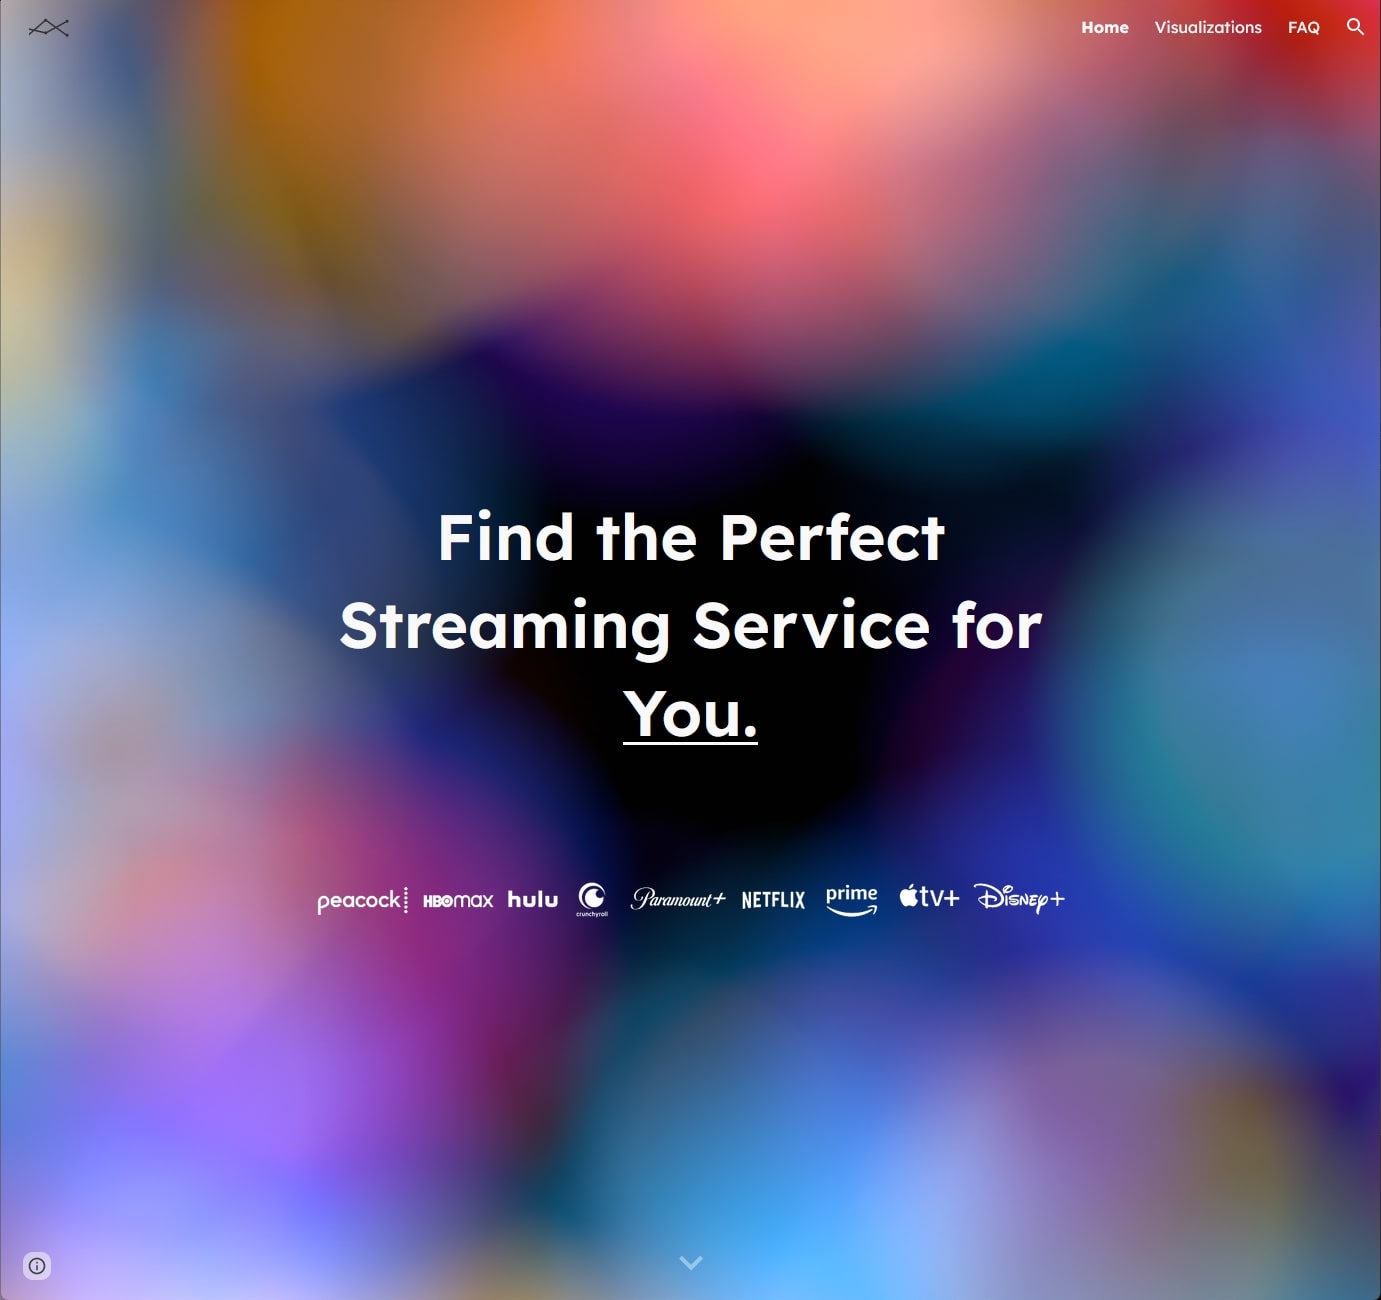 Home Visualizations FAQ
Find the Perfect
Streaming Service for
You.
peacock HBOMAX hulu crunchyroll Paramount+ NETFLIX prime tv+ Disney+